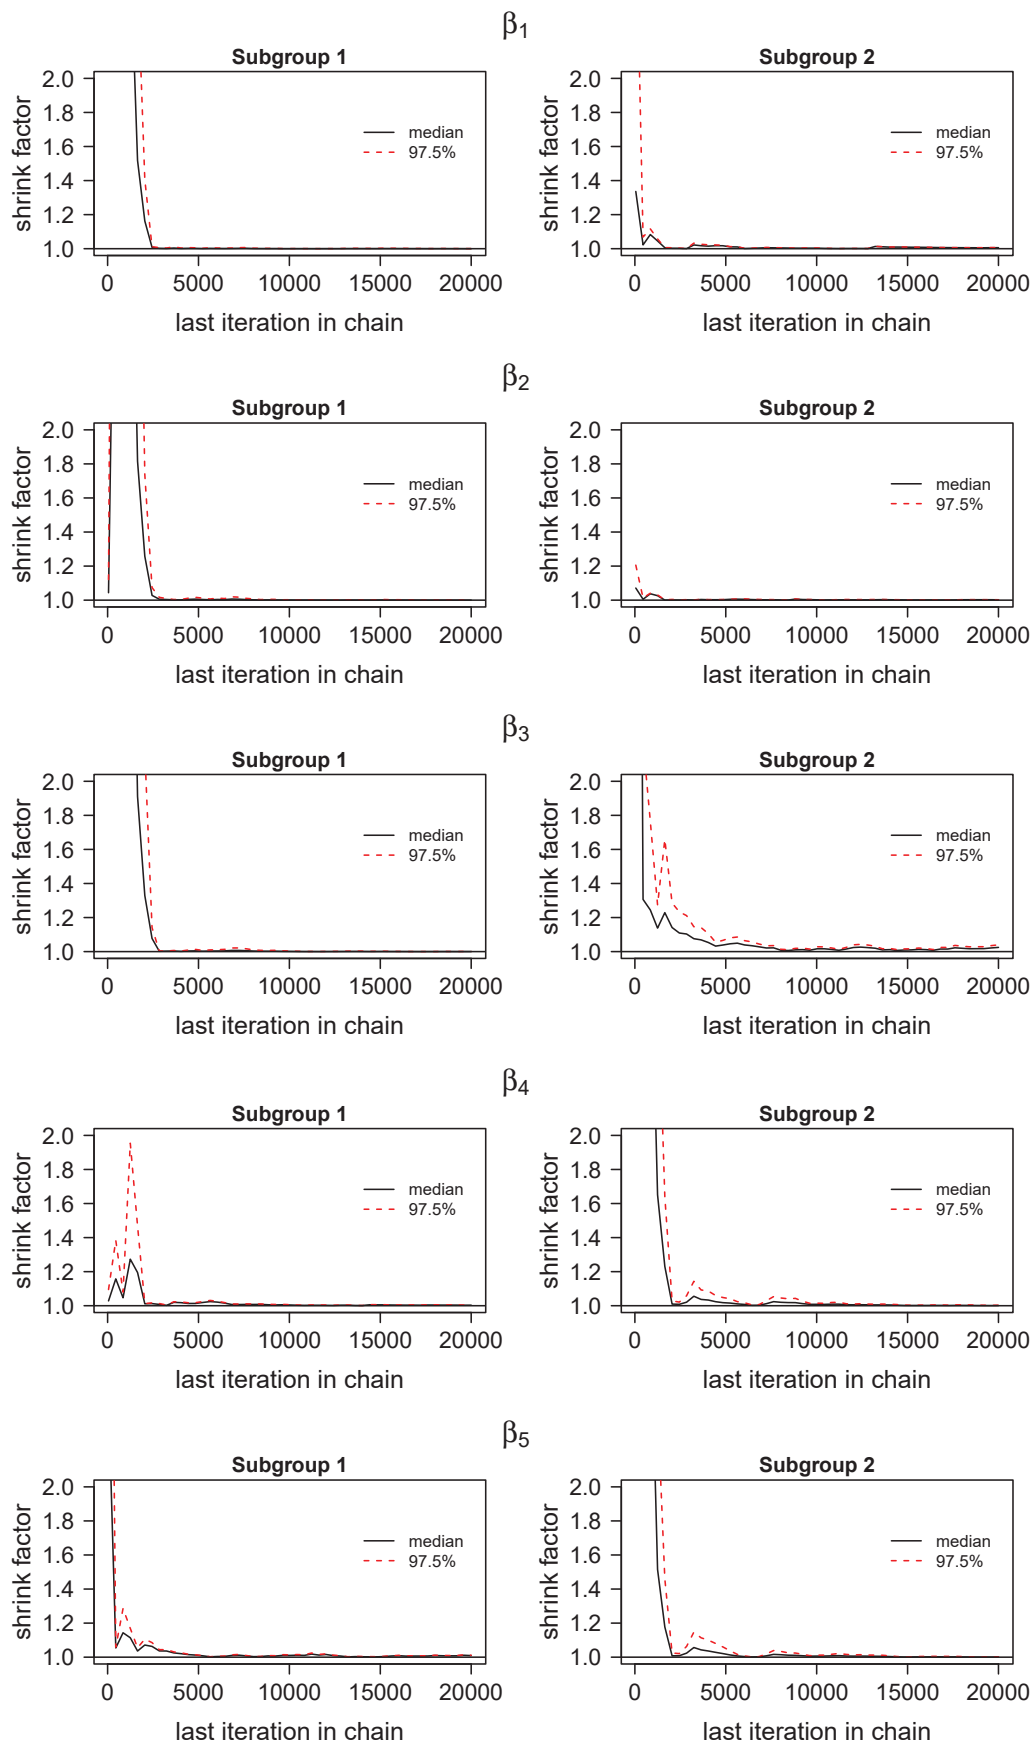 β1
Subgroup 1 Subgroup 2
2.0 2.0
1.8 1.8
1.6 1.6
1.4 1.4
1.2 1.2
1.0 1.0
shrink factor shrink factor
median median
97.5% 97.5%
0 5000 10000 15000 20000 0 5000 10000 15000 20000
last iteration in chain last iteration in chain
β2
Subgroup 1 Subgroup 2
2.0 2.0
1.8 1.8
1.6 1.6
1.4 1.4
1.2 1.2
1.0 1.0
shrink factor shrink factor
median median
97.5% 97.5%
0 5000 10000 15000 20000 0 5000 10000 15000 20000
last iteration in chain last iteration in chain
β3
Subgroup 1 Subgroup 2
2.0 2.0
1.8 1.8
1.6 1.6
1.4 1.4
1.2 1.2
1.0 1.0
shrink factor shrink factor
median median
97.5% 97.5%
0 5000 10000 15000 20000 0 5000 10000 15000 20000
last iteration in chain last iteration in chain
β4
Subgroup 1 Subgroup 2
2.0 2.0
1.8 1.8
1.6 1.6
1.4 1.4
1.2 1.2
1.0 1.0
shrink factor shrink factor
median median
97.5% 97.5%
0 5000 10000 15000 20000 0 5000 10000 15000 20000
last iteration in chain last iteration in chain
β5
Subgroup 1 Subgroup 2
2.0 2.0
1.8 1.8
1.6 1.6
1.4 1.4
1.2 1.2
1.0 1.0
shrink factor shrink factor
median median
97.5% 97.5%
0 5000 10000 15000 20000 0 5000 10000 15000 20000
last iteration in chain last iteration in chain